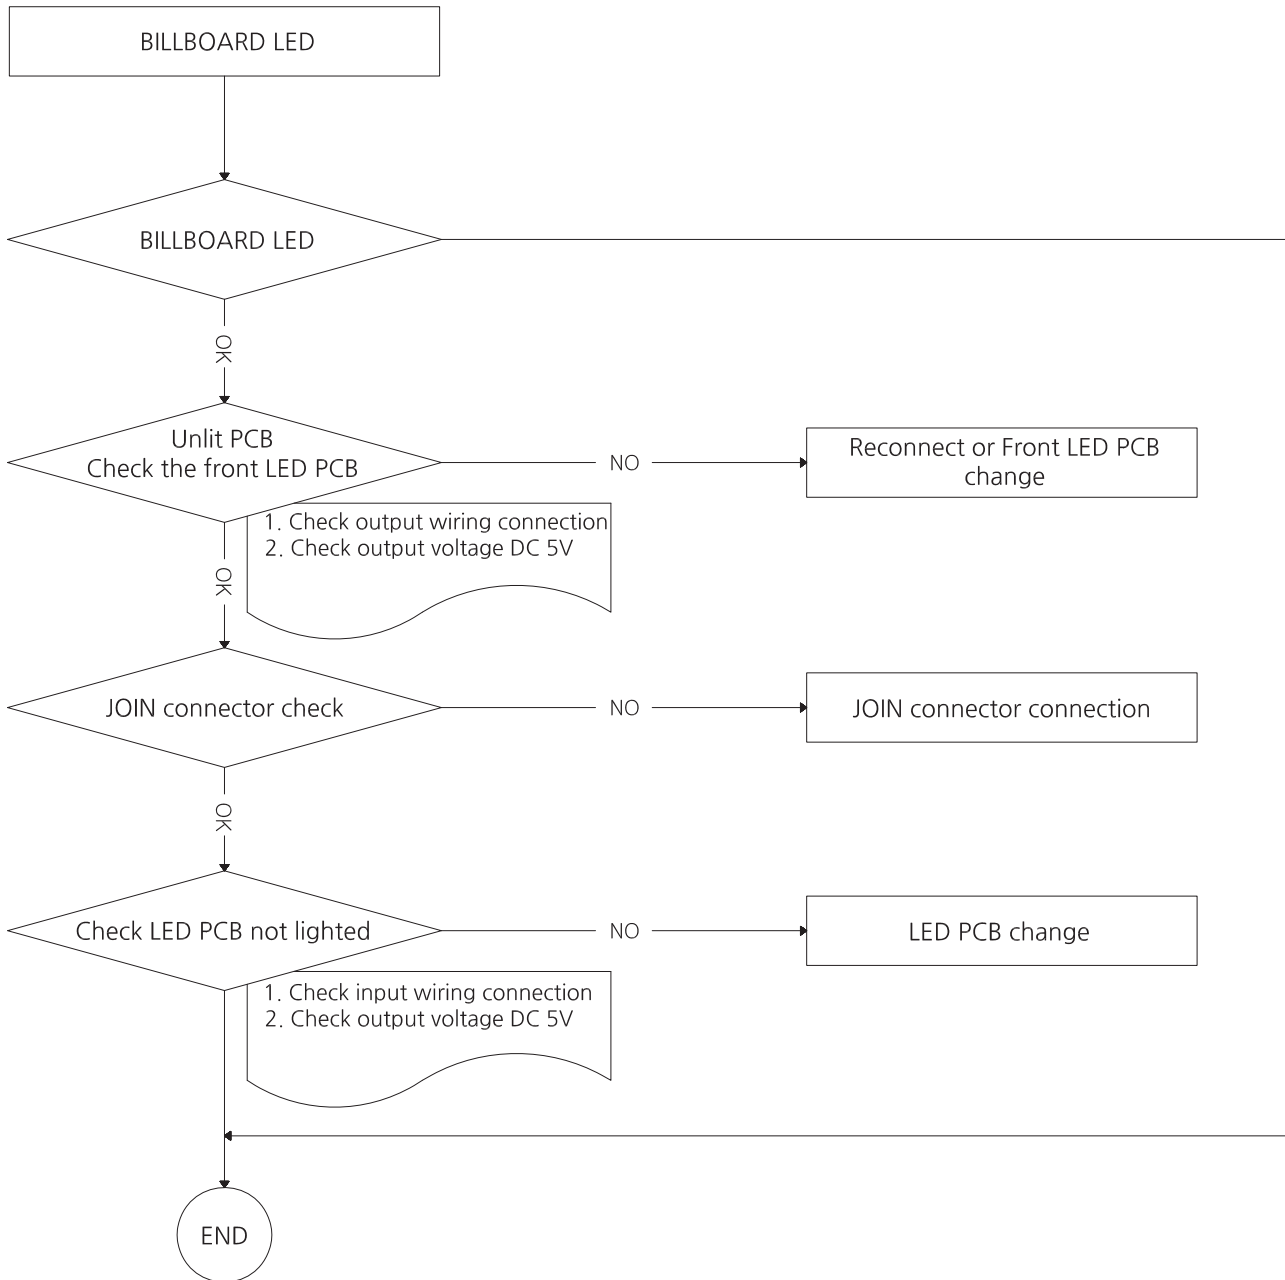 BILLBOARD LED
BILLBOARD LED
OK
Unlit PCB
Check the front LED PCB
NO
Reconnect or Front LED PCB
change
1. Check output wiring connection
2. Check output voltage DC 5V
OK
JOIN connector check
NO
JOIN connector connection
OK
Check LED PCB not lighted
NO
LED PCB change
1. Check input wiring connection
2. Check output voltage DC 5V
END